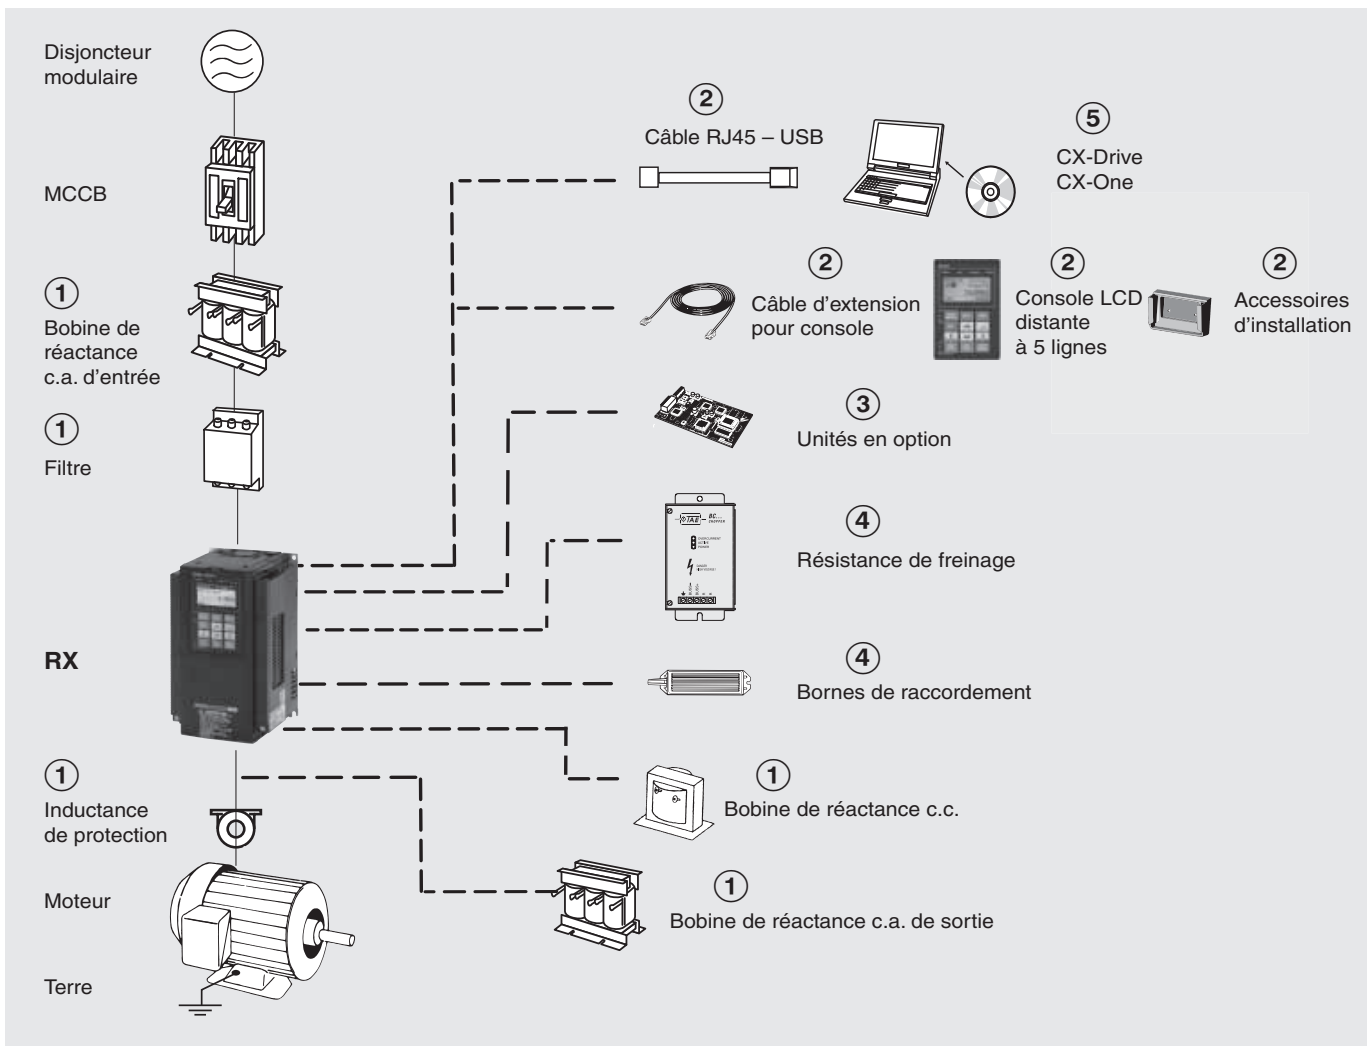 Disjoncteur
modulaire
MCCB
1
Bobine de
réactance
c.a. d'entrée
1
Filtre
RX
1
Inductance
de protection
Moteur
Terre
2
Câble RJ45 – USB
5
CX-Drive
CX-One
2
Câble d'extension
pour console
2
Console LCD
distante
à 5 lignes
2
Accessoires
d'installation
3
Unités en option
4
Résistance de freinage
4
Bornes de raccordement
1
Bobine de réactance c.c.
1
Bobine de réactance c.a. de sortie